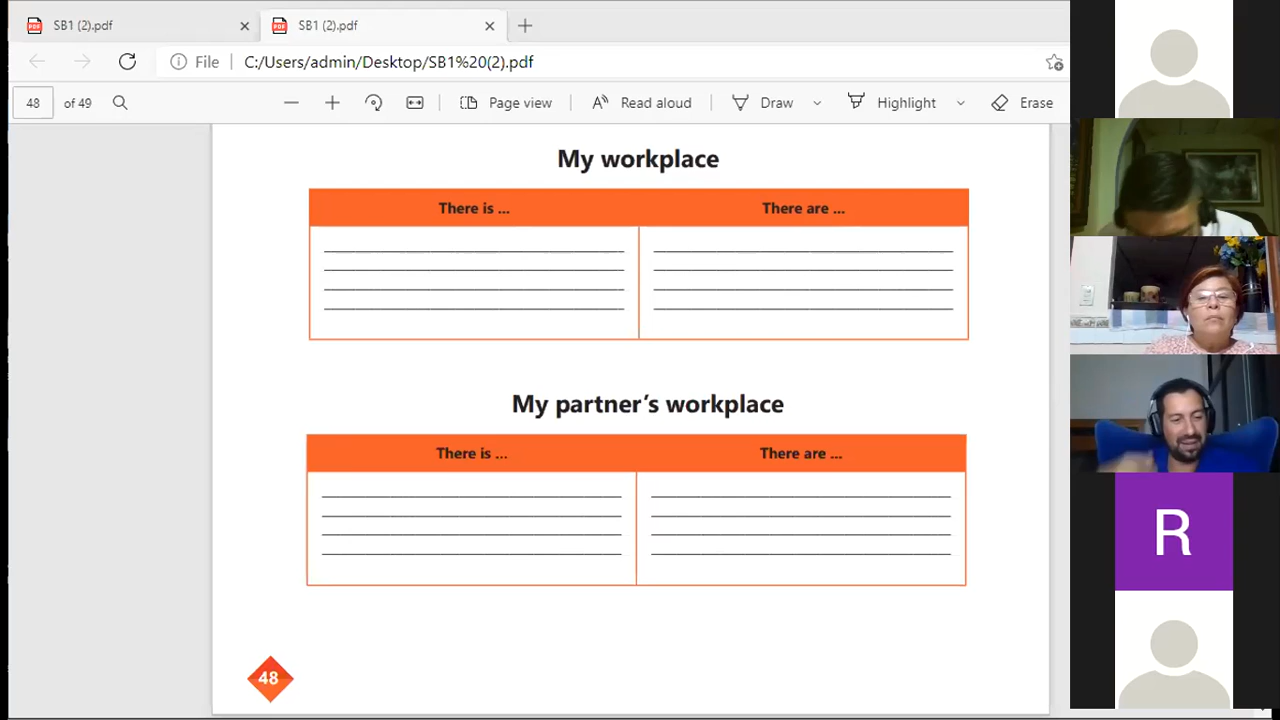 SB1 (2).pdf
SB1 (2).pdf
File
C:/Users/admin/Desktop/SB1%20(2).pdf
48 of 49
Page view
Read aloud
Draw
Highlight
Erase
My workplace
There is ...
There are ...
My partner's workplace
There is ...
There are ...
48
R